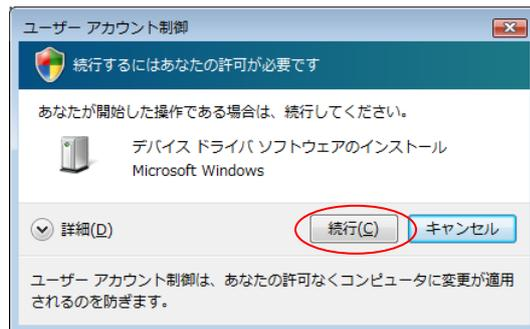 ユーザー アカウント制御
続行するにはあなたの許可が必要です
あなたが開始した操作である場合は、続行してください。
デバイス ドライバ ソフトウェアのインストール
Microsoft Windows
詳細(D)
続行(C)
キャンセル
ユーザー アカウント制御は、あなたの許可なくコンピュータに変更が適用
されるのを防ぎます。